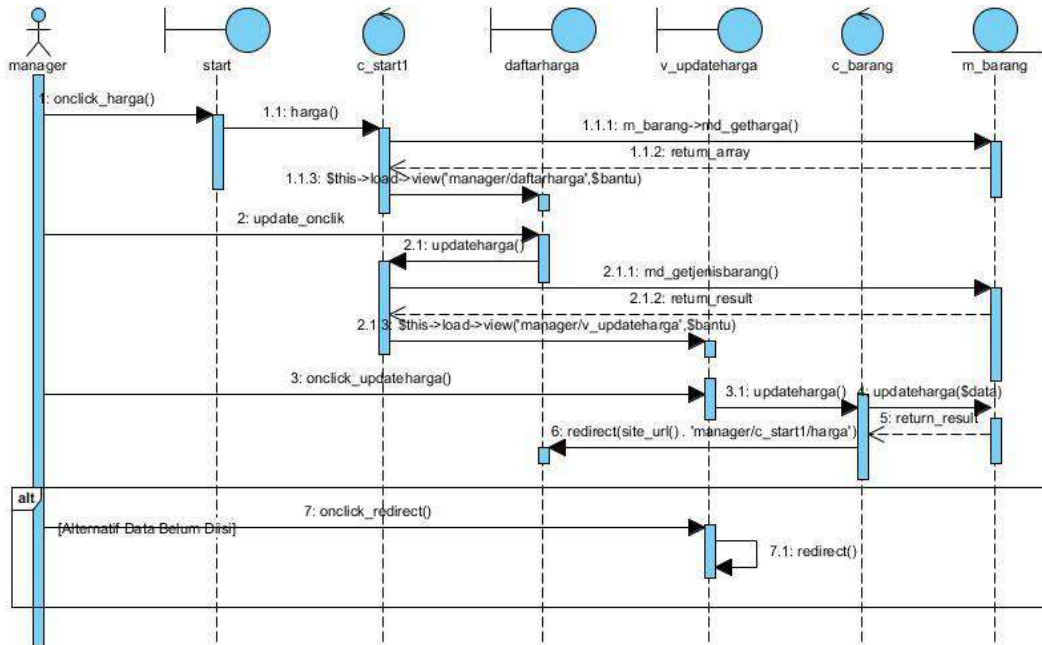 manager
start
c_start1
daftarharga
v_updateharga
c_barang
m_barang
1: onclick_harga()
1.1: harga()
1.1.1: m_barang->md_getharga()
1.1.2: return_array
1.1.3: $this->load->view("manager/daftarharga",$bantu)
2: update_onclik
2.1: updateharga()
2.1.1: md_getjenisbarang()
2.1.2: return_result
2.1.3: $this->load->view("manager/v_updateharga",$bantu)
3: onclick_updateharga()
3.1: updateharga()
4: updateharga($data)
5: return_result
6: redirect(site_url() . "manager/c_start1/harga")
alt
7: onclick_redirect()
[Alternatif Data Belum Diisi]
7.1: redirect()